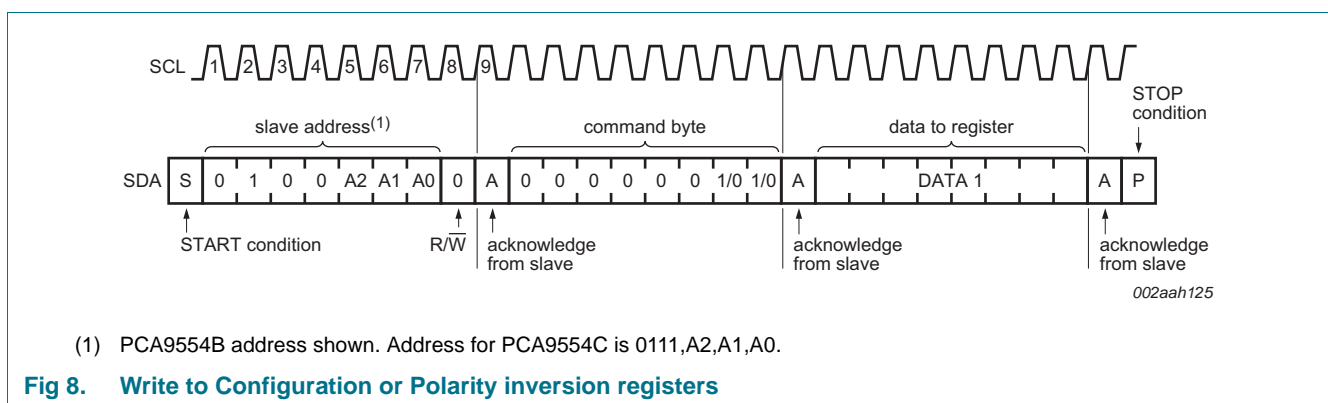 SCL 1 2 3 4 5 6 7 8 9
STOP
condition
slave address(1) command byte data to register
SDA S 0 1 0 0 A2 A1 A0 0 A 0 0 0 0 0 0 1/0 1/0 A DATA 1 A P
START condition R/W acknowledge acknowledge acknowledge
from slave from slave from slave
002aah125
(1) PCA9554B address shown. Address for PCA9554C is 0111,A2,A1,A0.
Fig 8. Write to Configuration or Polarity inversion registers